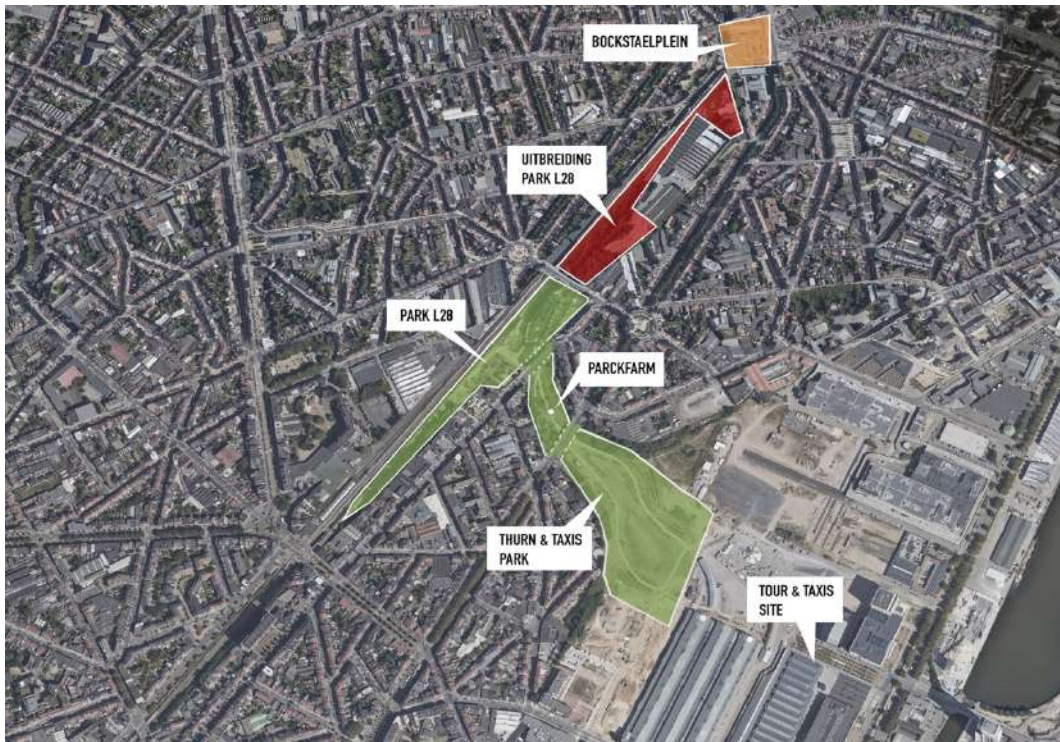 BOCKSTAELPLEIN
UITBREIDING
PARK L28
PARK L28
PARCKFARM
THURN & TAXIS
PARK
TOUR & TAXIS
SITE